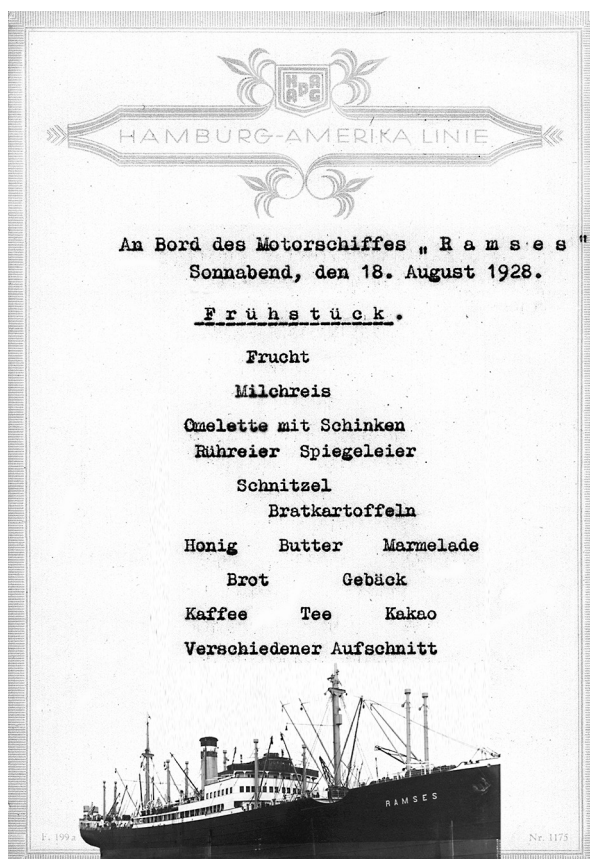 HAPAG
HAMBURG-AMERIKA LINIE
An Bord des Motorschiffes „ R a m s e s "
Sonnabend, den 18. August 1928.
F r ü h s t ü c k .
Frucht
Milchreis
Omelette mit Schinken
Rühreier Spiegeleier
Schnitzel
Bratkartoffeln
Honig Butter Marmelade
Brot Gebäck
Kaffee Tee Kakao
Verschiedener Aufschnitt
RAMSES
Nr. 1175